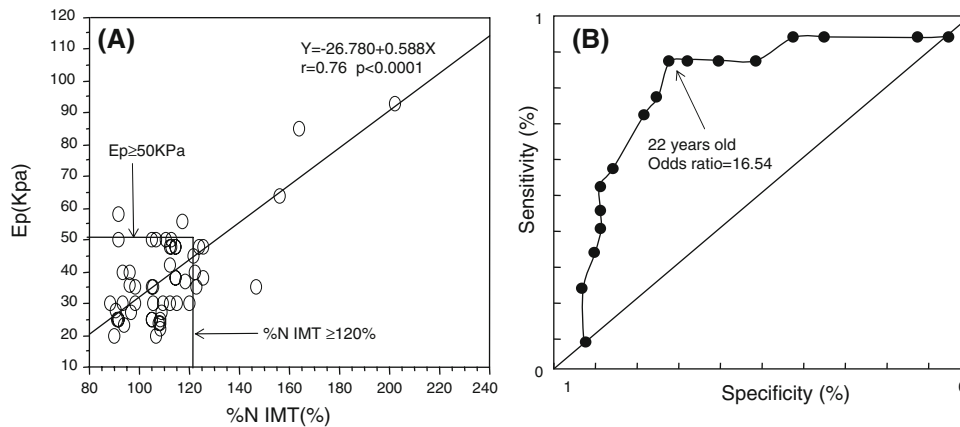 (A)
Y=-26.780+0.588X
r=0.76 p<0.0001
Ep≥50KPa
%N IMT ≥120%
Ep(Kpa)
120
110
100
90
80
70
60
50
40
30
20
10
80 100 120 140 160 180 200 220 240
%N IMT(%)
(B)
1
Sensitivity (%)
22 years old
Odds ratio=16.54
0
1
Specificity (%)